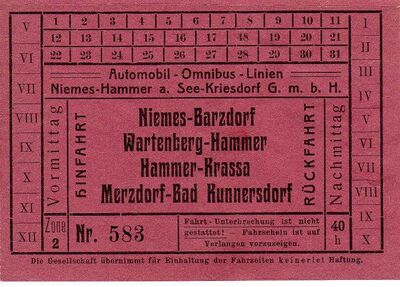 1 2 3 4 5 6 7 8 9 10 11
12 13 14 15 16 17 18 19 20 21
22 23 24 25 26 27 28 29 30 31
V
VI
VII
VIII
IX
X
XI
XII
I
II
III
IV
V
VI
VII
VIII
IX
X
Automobil-Omnibus-Linien
Niemes-Hammer a. See-Kriesdorf G. m. b. H.
Vormittag
HINFAHRT
Niemes-Barzdorf
Wartenberg-Hammer
Hammer-Krassa
Merzdorf-Bad Kunnersdorf
RÜCKFAHRT
Nachmittag
Zone
2
Nr. 583
Fahrt-Unterbrechung ist nicht
gestattet! – Fahrschein ist auf
Verlangen vorzuzeigen.
40
h
Die Gesellschaft übernimmt für Einhaltung der Fahrzeiten keinerlei Haftung.